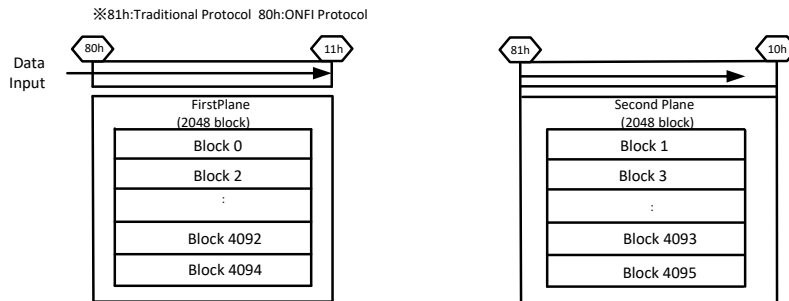 ※81h:Traditional Protocol 80h:ONFI Protocol
80h
11h
Data
Input
FirstPlane
(2048 block)
Block 0
Block 2
:
Block 4092
Block 4094
81h
10h
Second Plane
(2048 block)
Block 1
Block 3
:
Block 4093
Block 4095